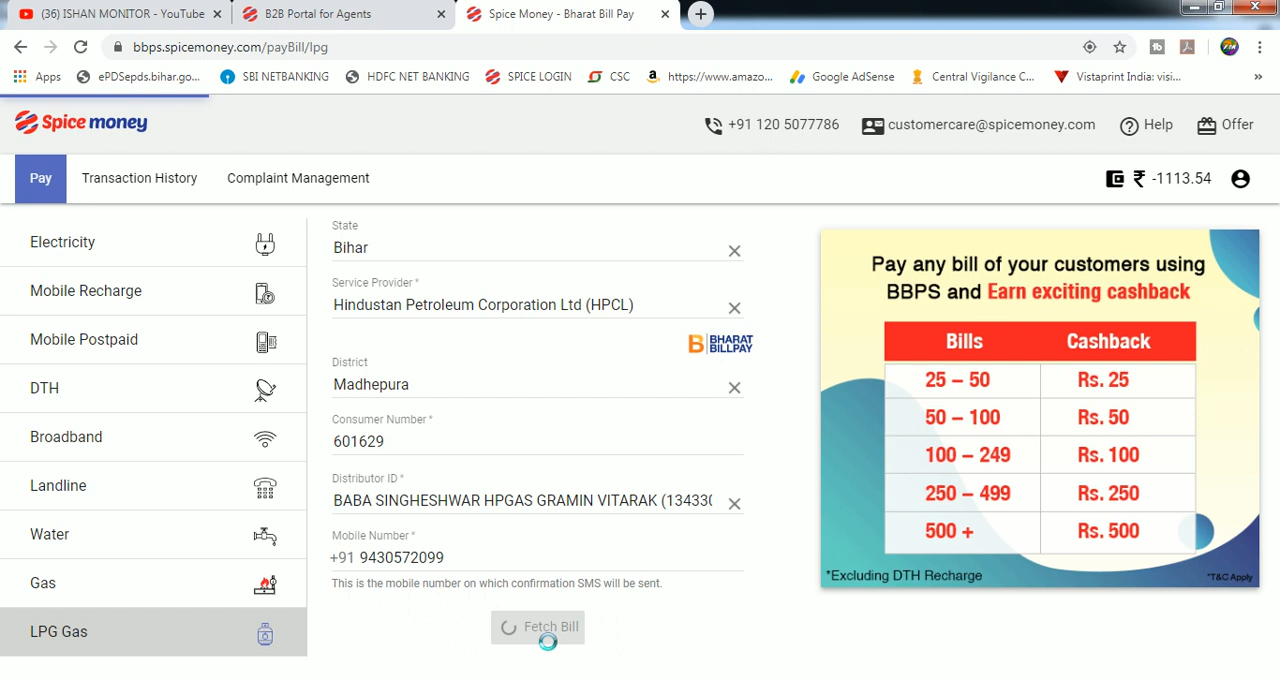 (36) ISHAN MONITOR - YouTube
B2B Portal for Agents
Spice Money - Bharat Bill Pay
bbps.spicemoney.com/payBill/lpg
Apps
ePDSepds.bihar.go...
SBI NETBANKING
HDFC NET BANKING
SPICE LOGIN
CSC
https://www.amazo...
Google AdSense
Central Vigilance C...
Vistaprint India: visi...
»
Spice money
+91 120 5077786
customercare@spicemoney.com
Help
Offer
Pay
Transaction History
Complaint Management
₹ -1113.54
Electricity
Mobile Recharge
Mobile Postpaid
DTH
Broadband
Landline
Water
Gas
LPG Gas
State
Bihar
Service Provider *
Hindustan Petroleum Corporation Ltd (HPCL)
BHARAT
BILLPAY
District
Madhepura
Consumer Number *
601629
Distributor ID *
BABA SINGHESHWAR HPGAS GRAMIN VITARAK (134330
Mobile Number *
+91 9430572099
This is the mobile number on which confirmation SMS will be sent.
Fetch Bill
Pay any bill of your customers using
BBPS and Earn exciting cashback
Bills Cashback
25 – 50 Rs. 25
50 – 100 Rs. 50
100 – 249 Rs. 100
250 – 499 Rs. 250
500 + Rs. 500
*Excluding DTH Recharge
*T&C Apply